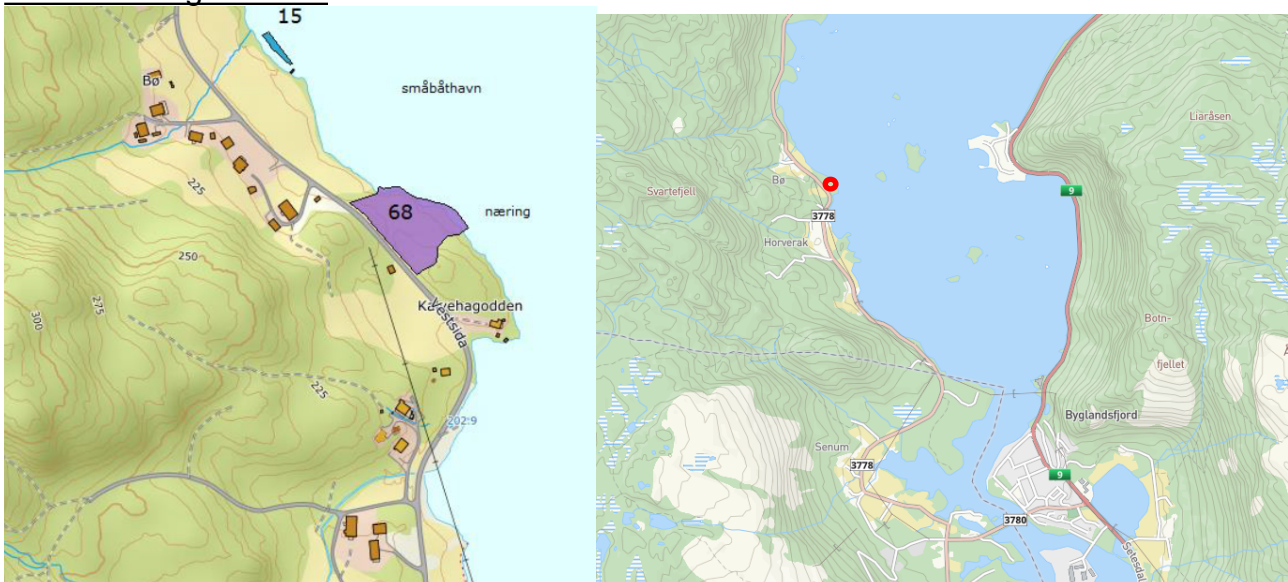 15
småbåthavn
Bø
225
68
næring
250
275
300
Vestsida
225
202.9
Liaråsen
Svartefjell
Bø
9
3778
Horverak
Botn-
fjellet
Byglandsfjord
Senum
3778
9
3780